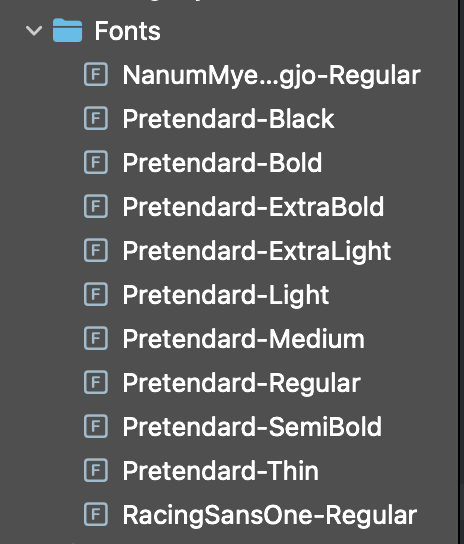 Fonts
F NanumMye...gjo-Regular
F Pretendard-Black
F Pretendard-Bold
F Pretendard-ExtraBold
F Pretendard-ExtraLight
F Pretendard-Light
F Pretendard-Medium
F Pretendard-Regular
F Pretendard-SemiBold
F Pretendard-Thin
F RacingSansOne-Regular